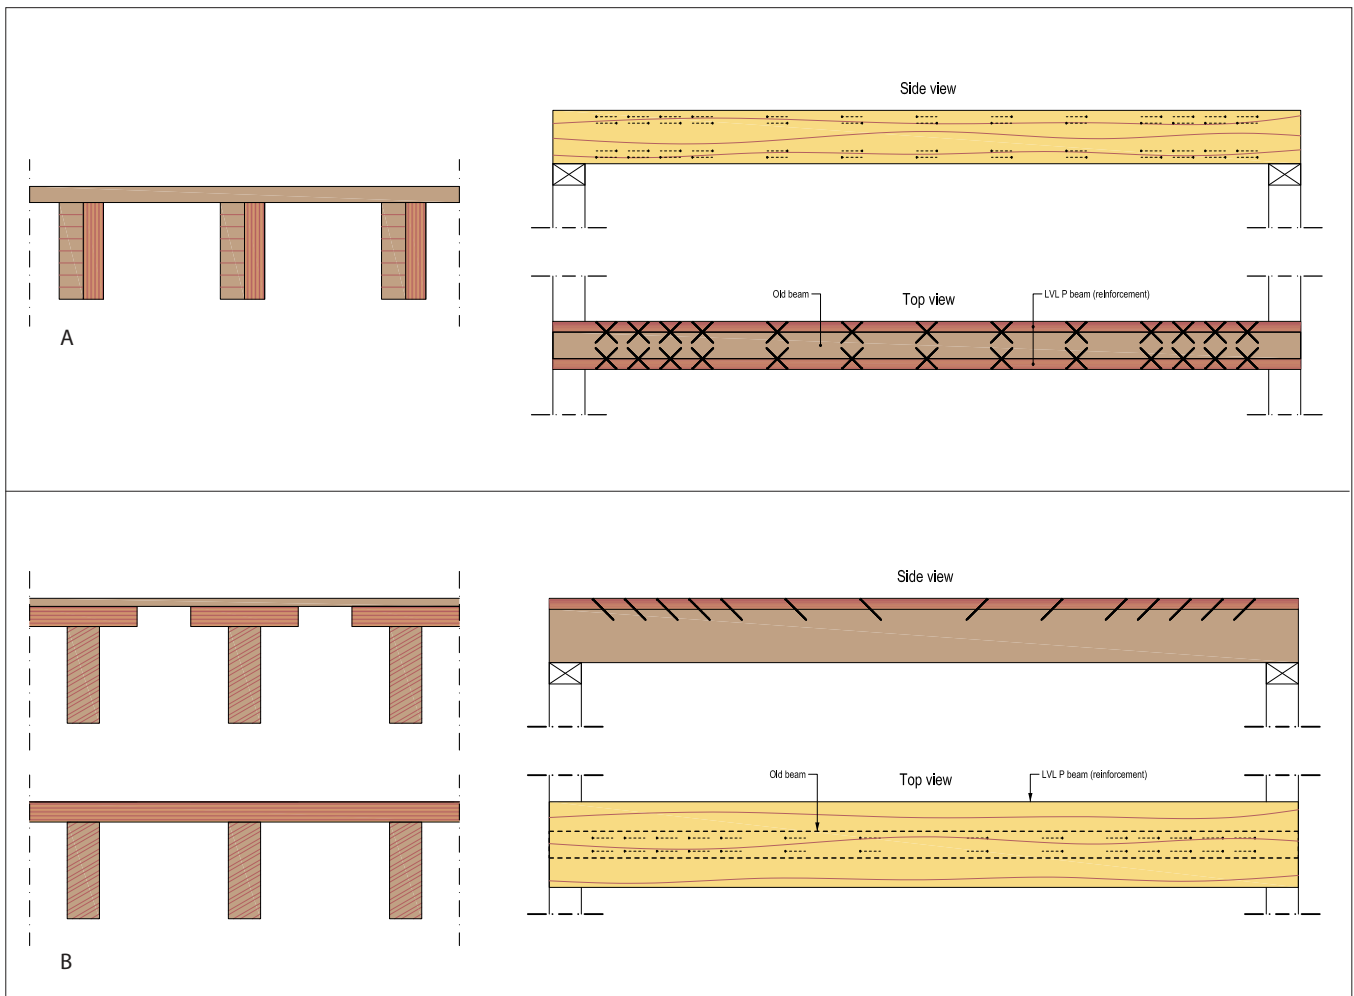 Side view
Old beam
Top view
LVL P beam (reinforcement)
A
Side view
Old beam
Top view
LVL P beam (reinforcement)
B